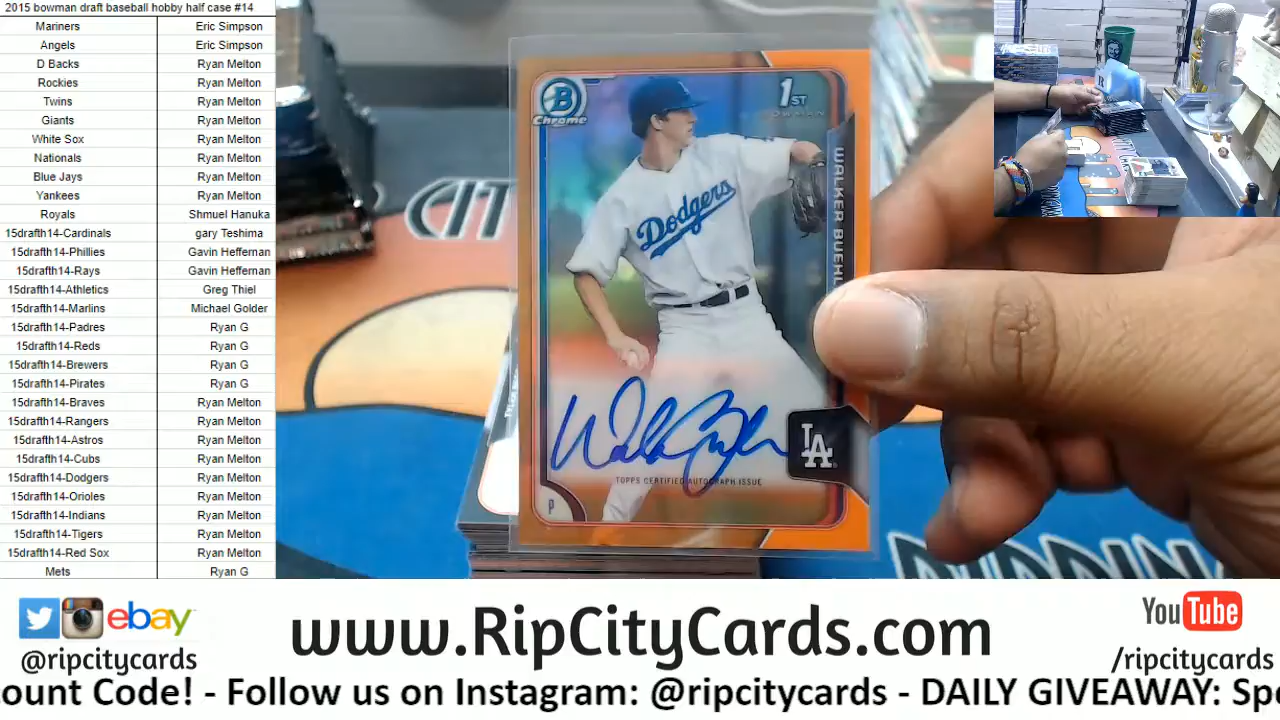 2015 bowman draft baseball hobby half case #14
Mariners Eric Simpson
Angels Eric Simpson
D Backs Ryan Melton
Rockies Ryan Melton
Twins Ryan Melton
Giants Ryan Melton
White Sox Ryan Melton
Nationals Ryan Melton
Blue Jays Ryan Melton
Yankees Ryan Melton
Royals Shmuel Hanuka
15drafth14-Cardinals gary Teshima
15drafth14-Phillies Gavin Heffernan
15drafth14-Rays Gavin Heffernan
15drafth14-Athletics Greg Thiel
15drafth14-Marlins Michael Golder
15drafth14-Padres Ryan G
15drafth14-Reds Ryan G
15drafth14-Brewers Ryan G
15drafth14-Pirates Ryan G
15drafth14-Braves Ryan Melton
15drafth14-Rangers Ryan Melton
15drafth14-Astros Ryan Melton
15drafth14-Cubs Ryan Melton
15drafth14-Dodgers Ryan Melton
15drafth14-Orioles Ryan Melton
15drafth14-Indians Ryan Melton
15drafth14-Tigers Ryan Melton
15drafth14-Red Sox Ryan Melton
Mets Ryan G
CIT
B
Chrome
1ST
BOWMAN
WALKER BUEHL
Dodgers
LA
TOPPS CERTIFIED AUTOGRAPH ISSUE
P
ebay
@ripcitycards
www.RipCityCards.com
YouTube
/ripcitycards
ount Code! - Follow us on Instagram: @ripcitycards - DAILY GIVEAWAY: Spe